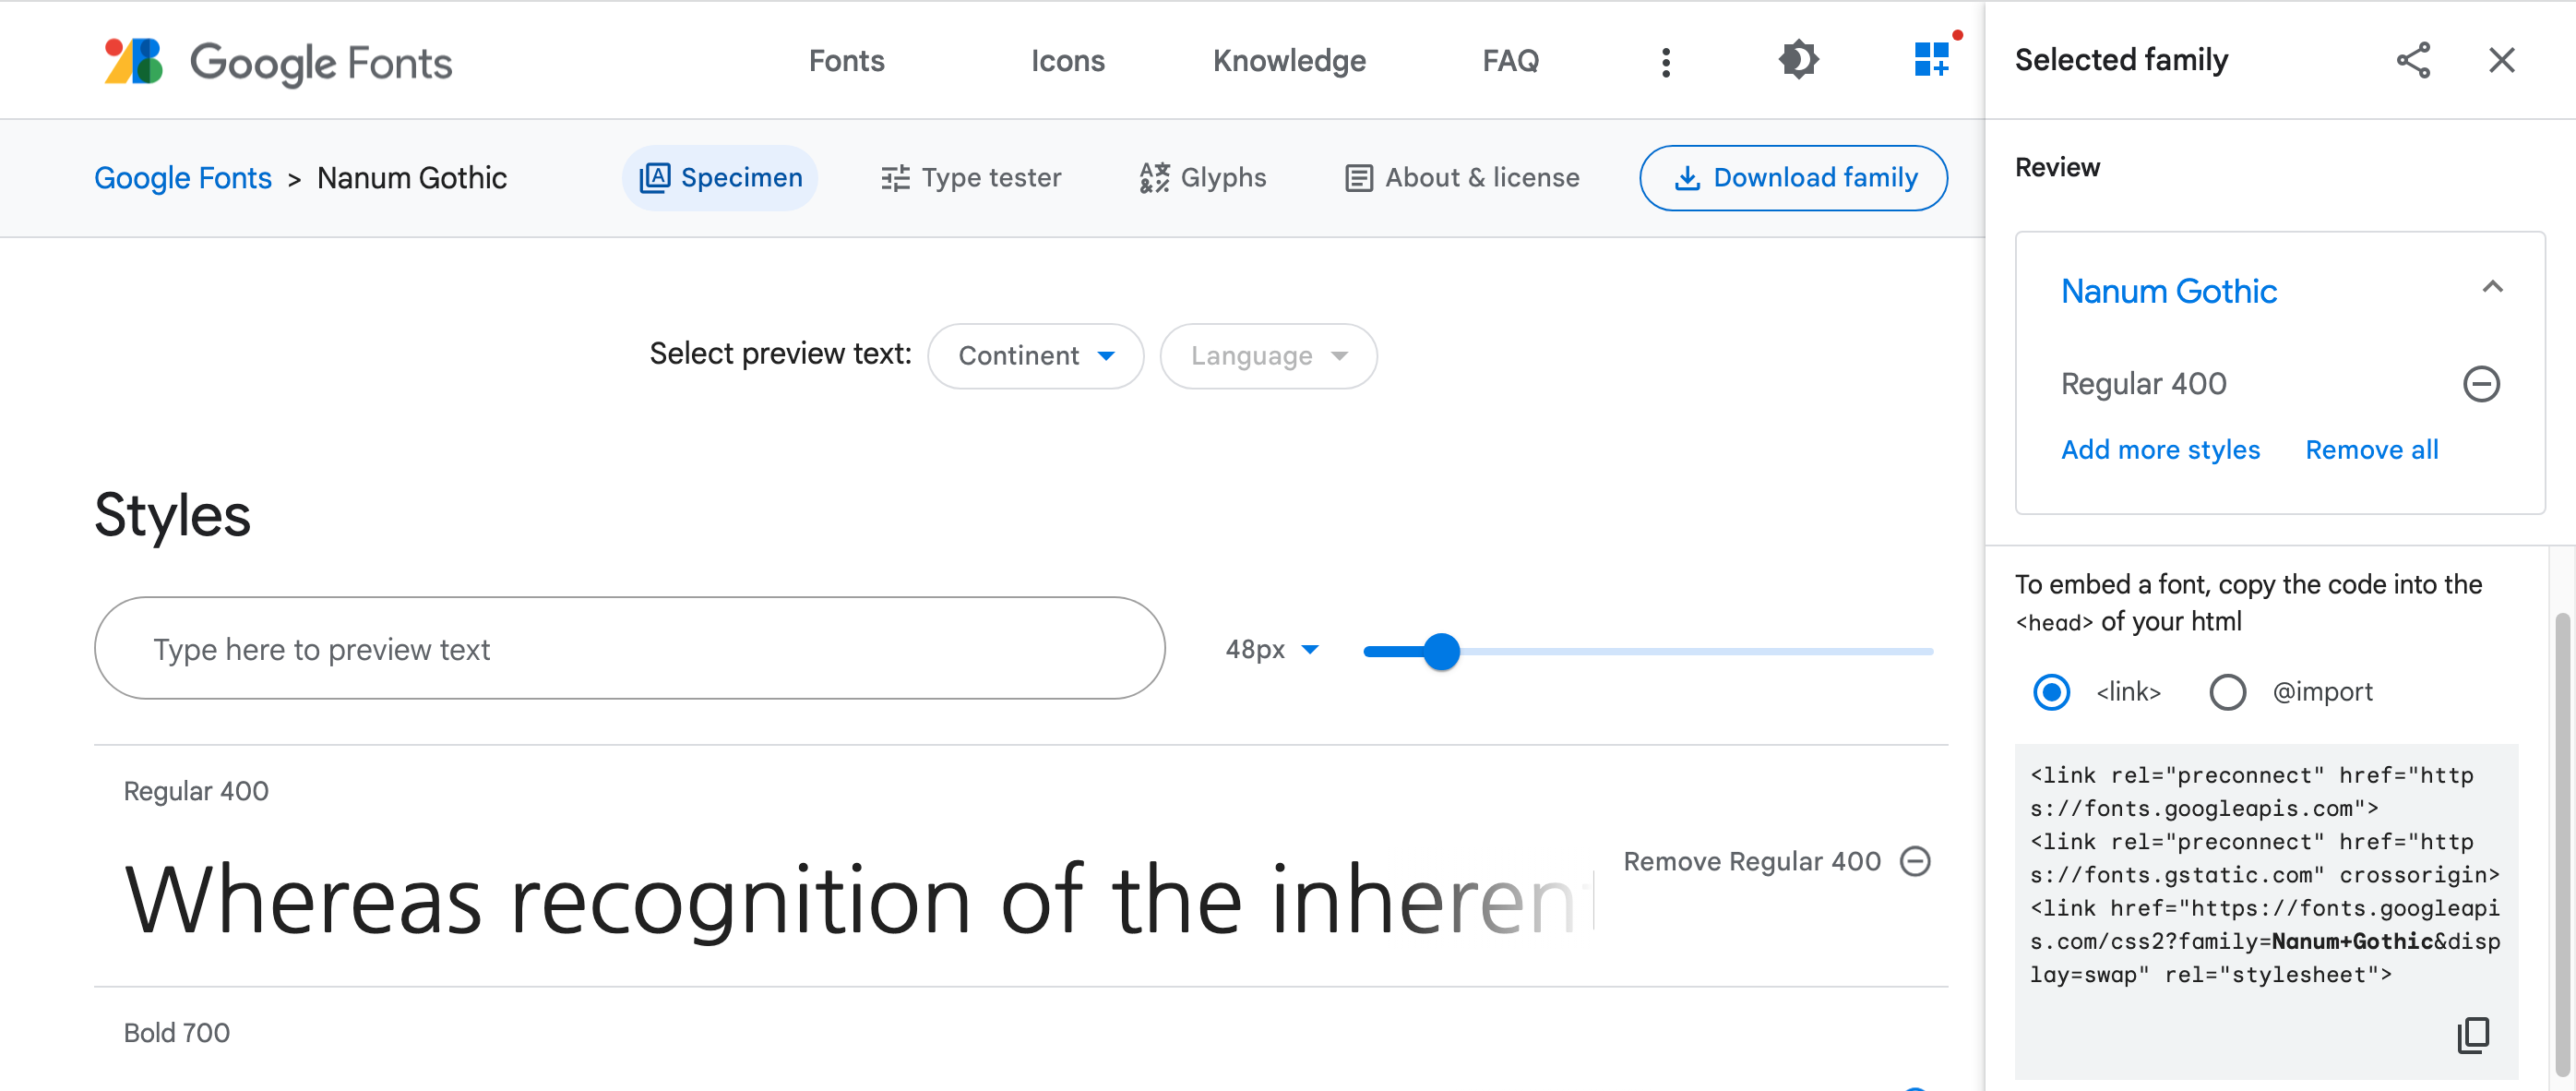 Google Fonts
Fonts
Icons
Knowledge
FAQ
Google Fonts > Nanum Gothic
Specimen
Type tester
Glyphs
About & license
Download family
Select preview text:
Continent
Language
Styles
Type here to preview text
48px
Regular 400
Whereas recognition of the inheren
Remove Regular 400
Bold 700
Selected family
Review
Nanum Gothic
Regular 400
Add more styles
Remove all
To embed a font, copy the code into the
<head> of your html
<link>
@import
<link rel="preconnect" href="http
s://fonts.googleapis.com">
<link rel="preconnect" href="http
s://fonts.gstatic.com" crossorigin>
<link href="https://fonts.googleapi
s.com/css2?family=Nanum+Gothic&disp
lay=swap" rel="stylesheet">